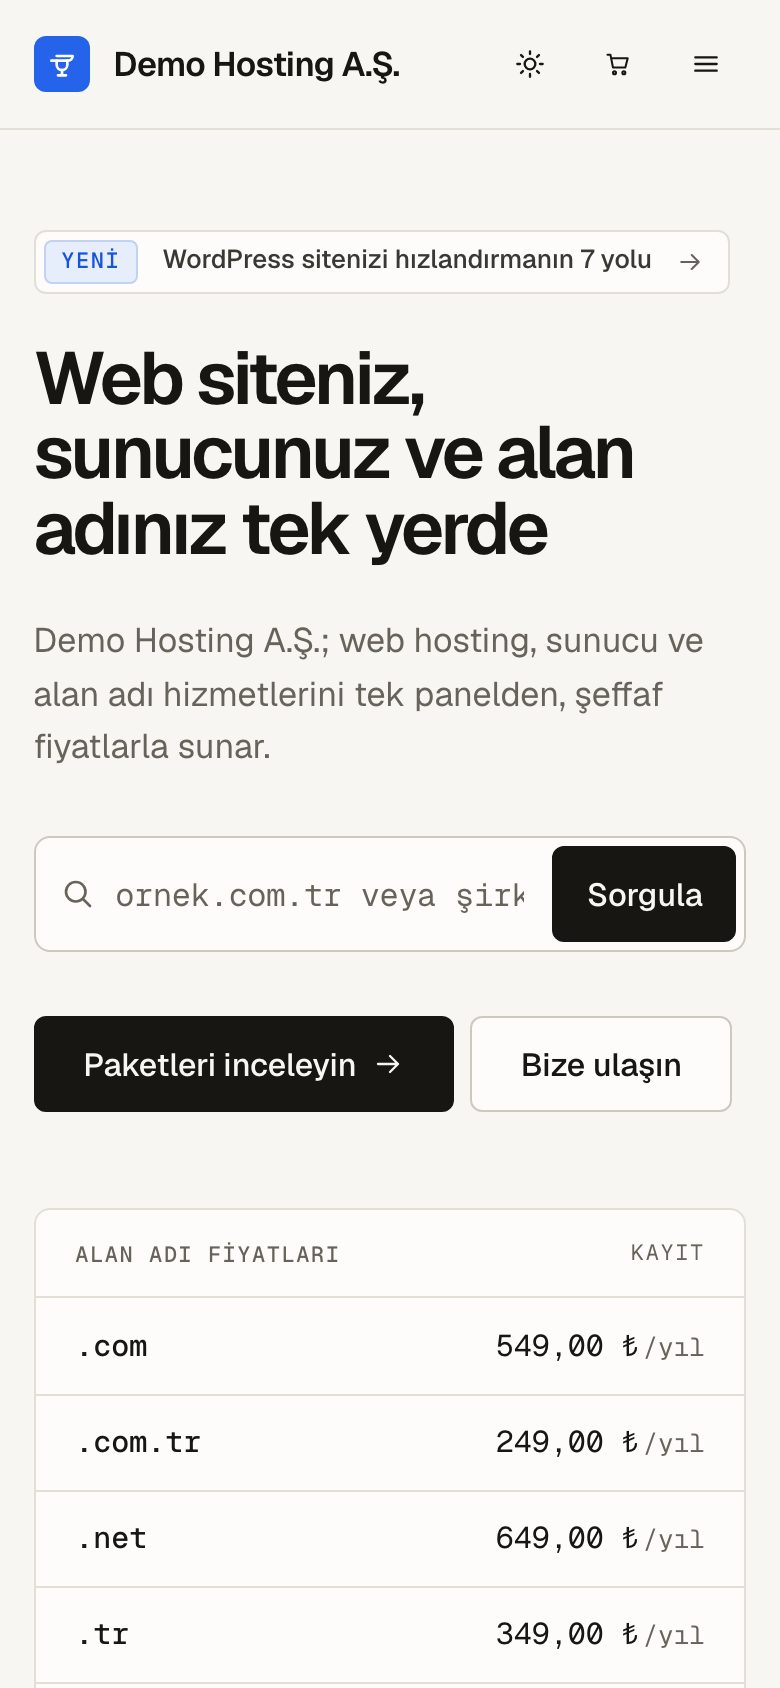 Demo Hosting A.Ş.
YENİ WordPress sitenizi hızlandırmanın 7 yolu →
Web siteniz,
sunucunuz ve alan
adınız tek yerde
Demo Hosting A.Ş.; web hosting, sunucu ve
alan adı hizmetlerini tek panelden, şeffaf
fiyatlarla sunar.
ornek.com.tr veya şirk Sorgula
Paketleri inceleyin → Bize ulaşın
ALAN ADI FİYATLARI KAYIT
.com 549,00 ₺/yıl
.com.tr 249,00 ₺/yıl
.net 649,00 ₺/yıl
.tr 349,00 ₺/yıl